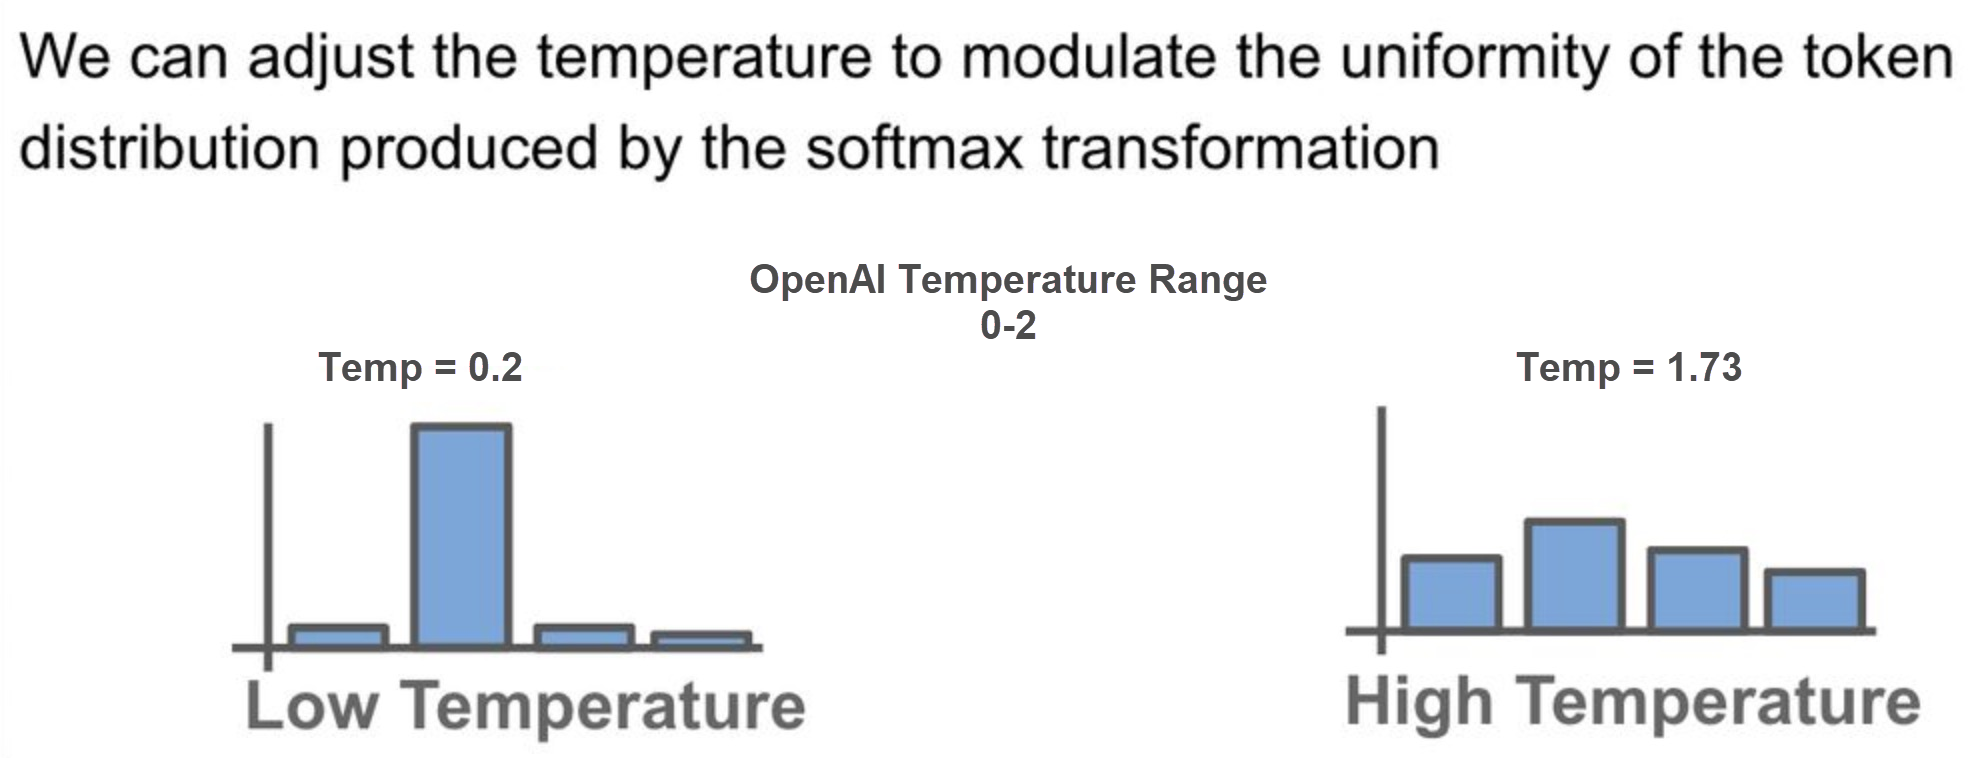 We can adjust the temperature to modulate the uniformity of the token
distribution produced by the softmax transformation
OpenAI Temperature Range
0-2
Temp = 0.2
Temp = 1.73
Low Temperature
High Temperature